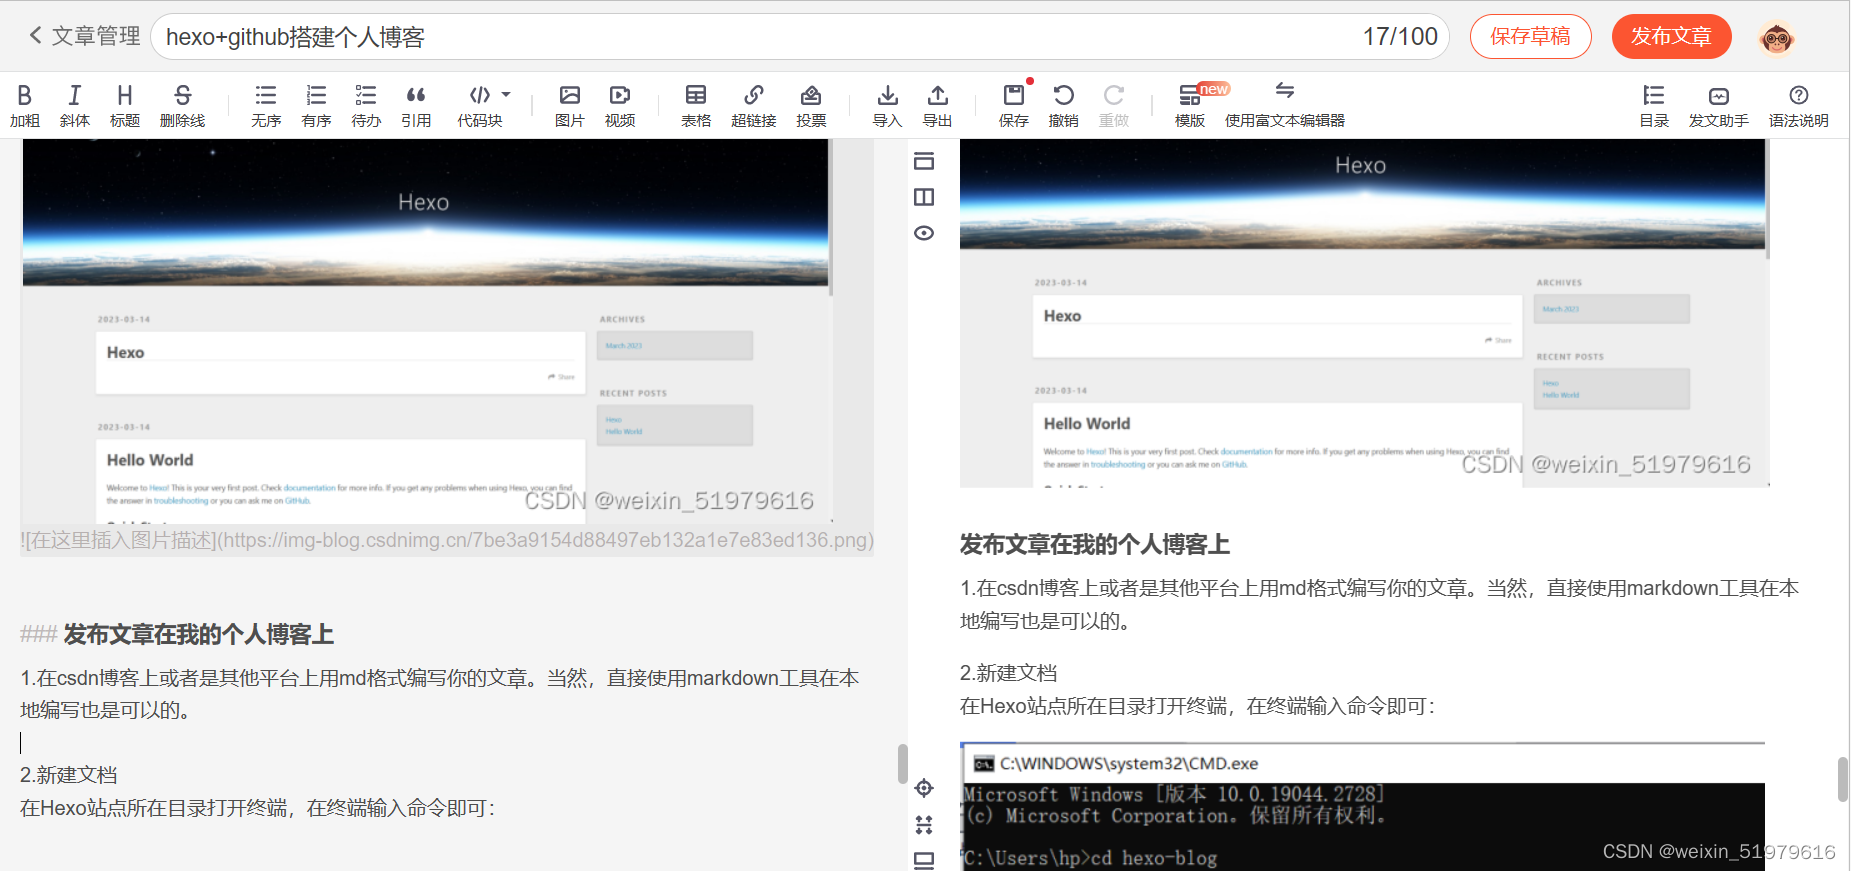 文章管理
hexo+github搭建个人博客
17/100
保存草稿
发布文章
B 加粗
I 斜体
H 标题
S 删除线
无序
有序
待办
引用
代码块
图片
视频
表格
超链接
投票
导入
导出
保存
撤销
重做
new
模版
使用富文本编辑器
目录
发文助手
语法说明
Hexo
2023-03-14
Hexo
Share
2023-03-14
Hello World
Welcome to Hexo! This is your very first post. Check documentation for more info. If you get any problems when using Hexo, you can find
the answer in troubleshooting or you can ask me on GitHub.
ARCHIVES
March 2023
RECENT POSTS
Hexo
Hello World
CSDN @weixin_51979616
![在这里插入图片描述](https://img-blog.csdnimg.cn/7be3a9154d88497eb132a1e7e83ed136.png)
### 发布文章在我的个人博客上
1.在csdn博客上或者是其他平台上用md格式编写你的文章。当然，直接使用markdown工具在本
地编写也是可以的。
2.新建文档
在Hexo站点所在目录打开终端，在终端输入命令即可：
Hexo
2023-03-14
Hexo
Share
2023-03-14
Hello World
Welcome to Hexo! This is your very first post. Check documentation for more info. If you get any problems when using Hexo, you can find
the answer in troubleshooting or you can ask me on GitHub.
ARCHIVES
March 2023
RECENT POSTS
Hexo
Hello World
CSDN @weixin_51979616
发布文章在我的个人博客上
1.在csdn博客上或者是其他平台上用md格式编写你的文章。当然，直接使用markdown工具在本
地编写也是可以的。
2.新建文档
在Hexo站点所在目录打开终端，在终端输入命令即可：
C:\WINDOWS\system32\CMD.exe
Microsoft Windows [版本 10.0.19044.2728]
(c) Microsoft Corporation。保留所有权利。
C:\Users\hp>cd hexo-blog
CSDN @weixin_51979616